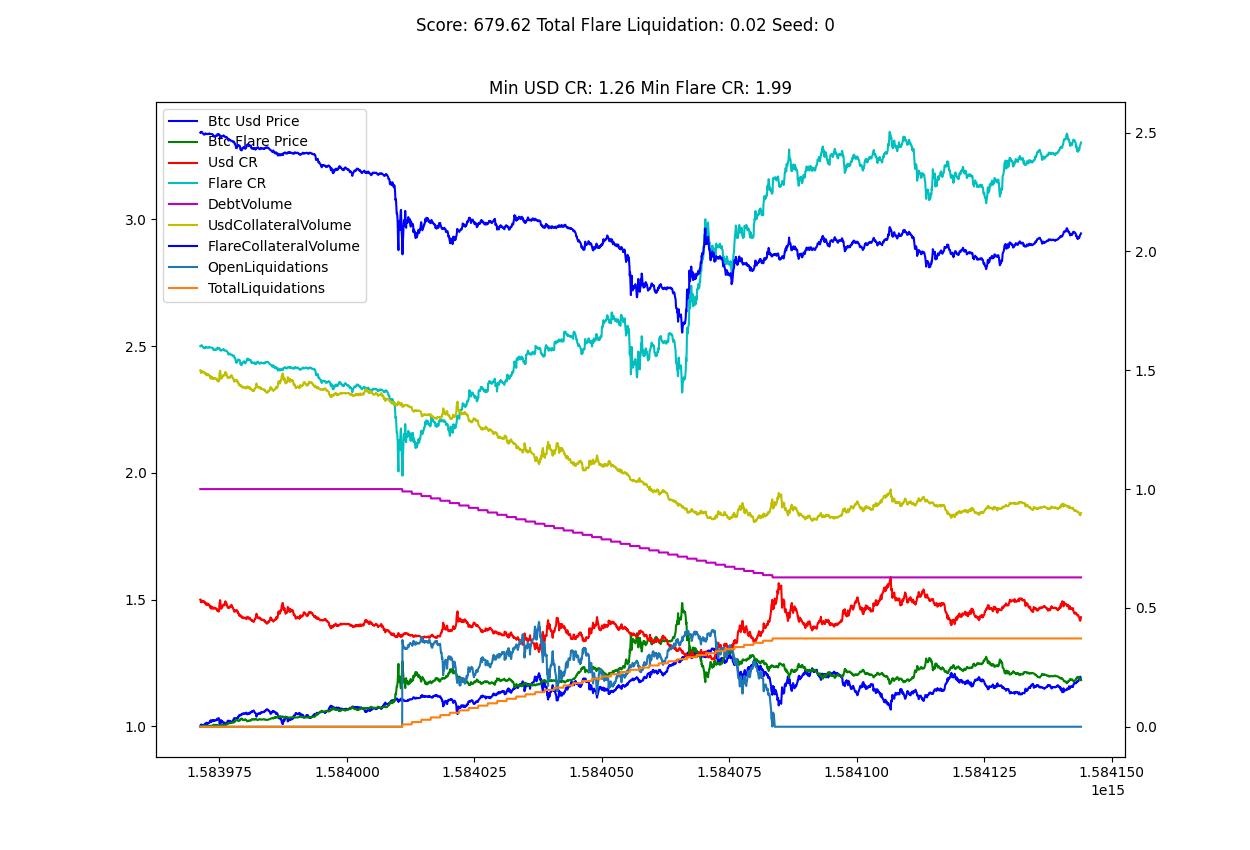 Score: 679.62 Total Flare Liquidation: 0.02 Seed: 0
Min USD CR: 1.26 Min Flare CR: 1.99
Btc Usd Price
Btc Flare Price
Usd CR
Flare CR
DebtVolume
UsdCollateralVolume
FlareCollateralVolume
OpenLiquidations
TotalLiquidations
3.0
2.5
2.0
1.5
1.0
2.5
2.0
1.5
1.0
0.5
0.0
1.583975 1.584000 1.584025 1.584050 1.584075 1.584100 1.584125 1.584150
1e15